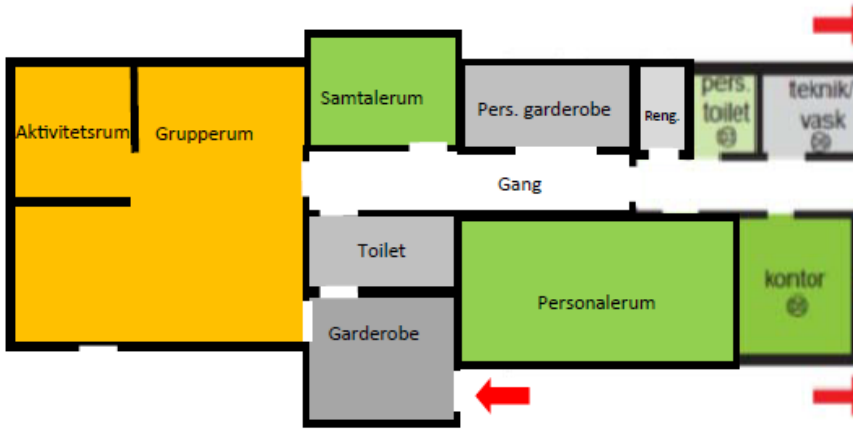 Samtalerum
Aktivitetsrum
Grupperum
Pers. garderobe
Reng.
pers.
toilet
teknik/
vask
Gang
Toilet
Garderobe
Personalerum
kontor